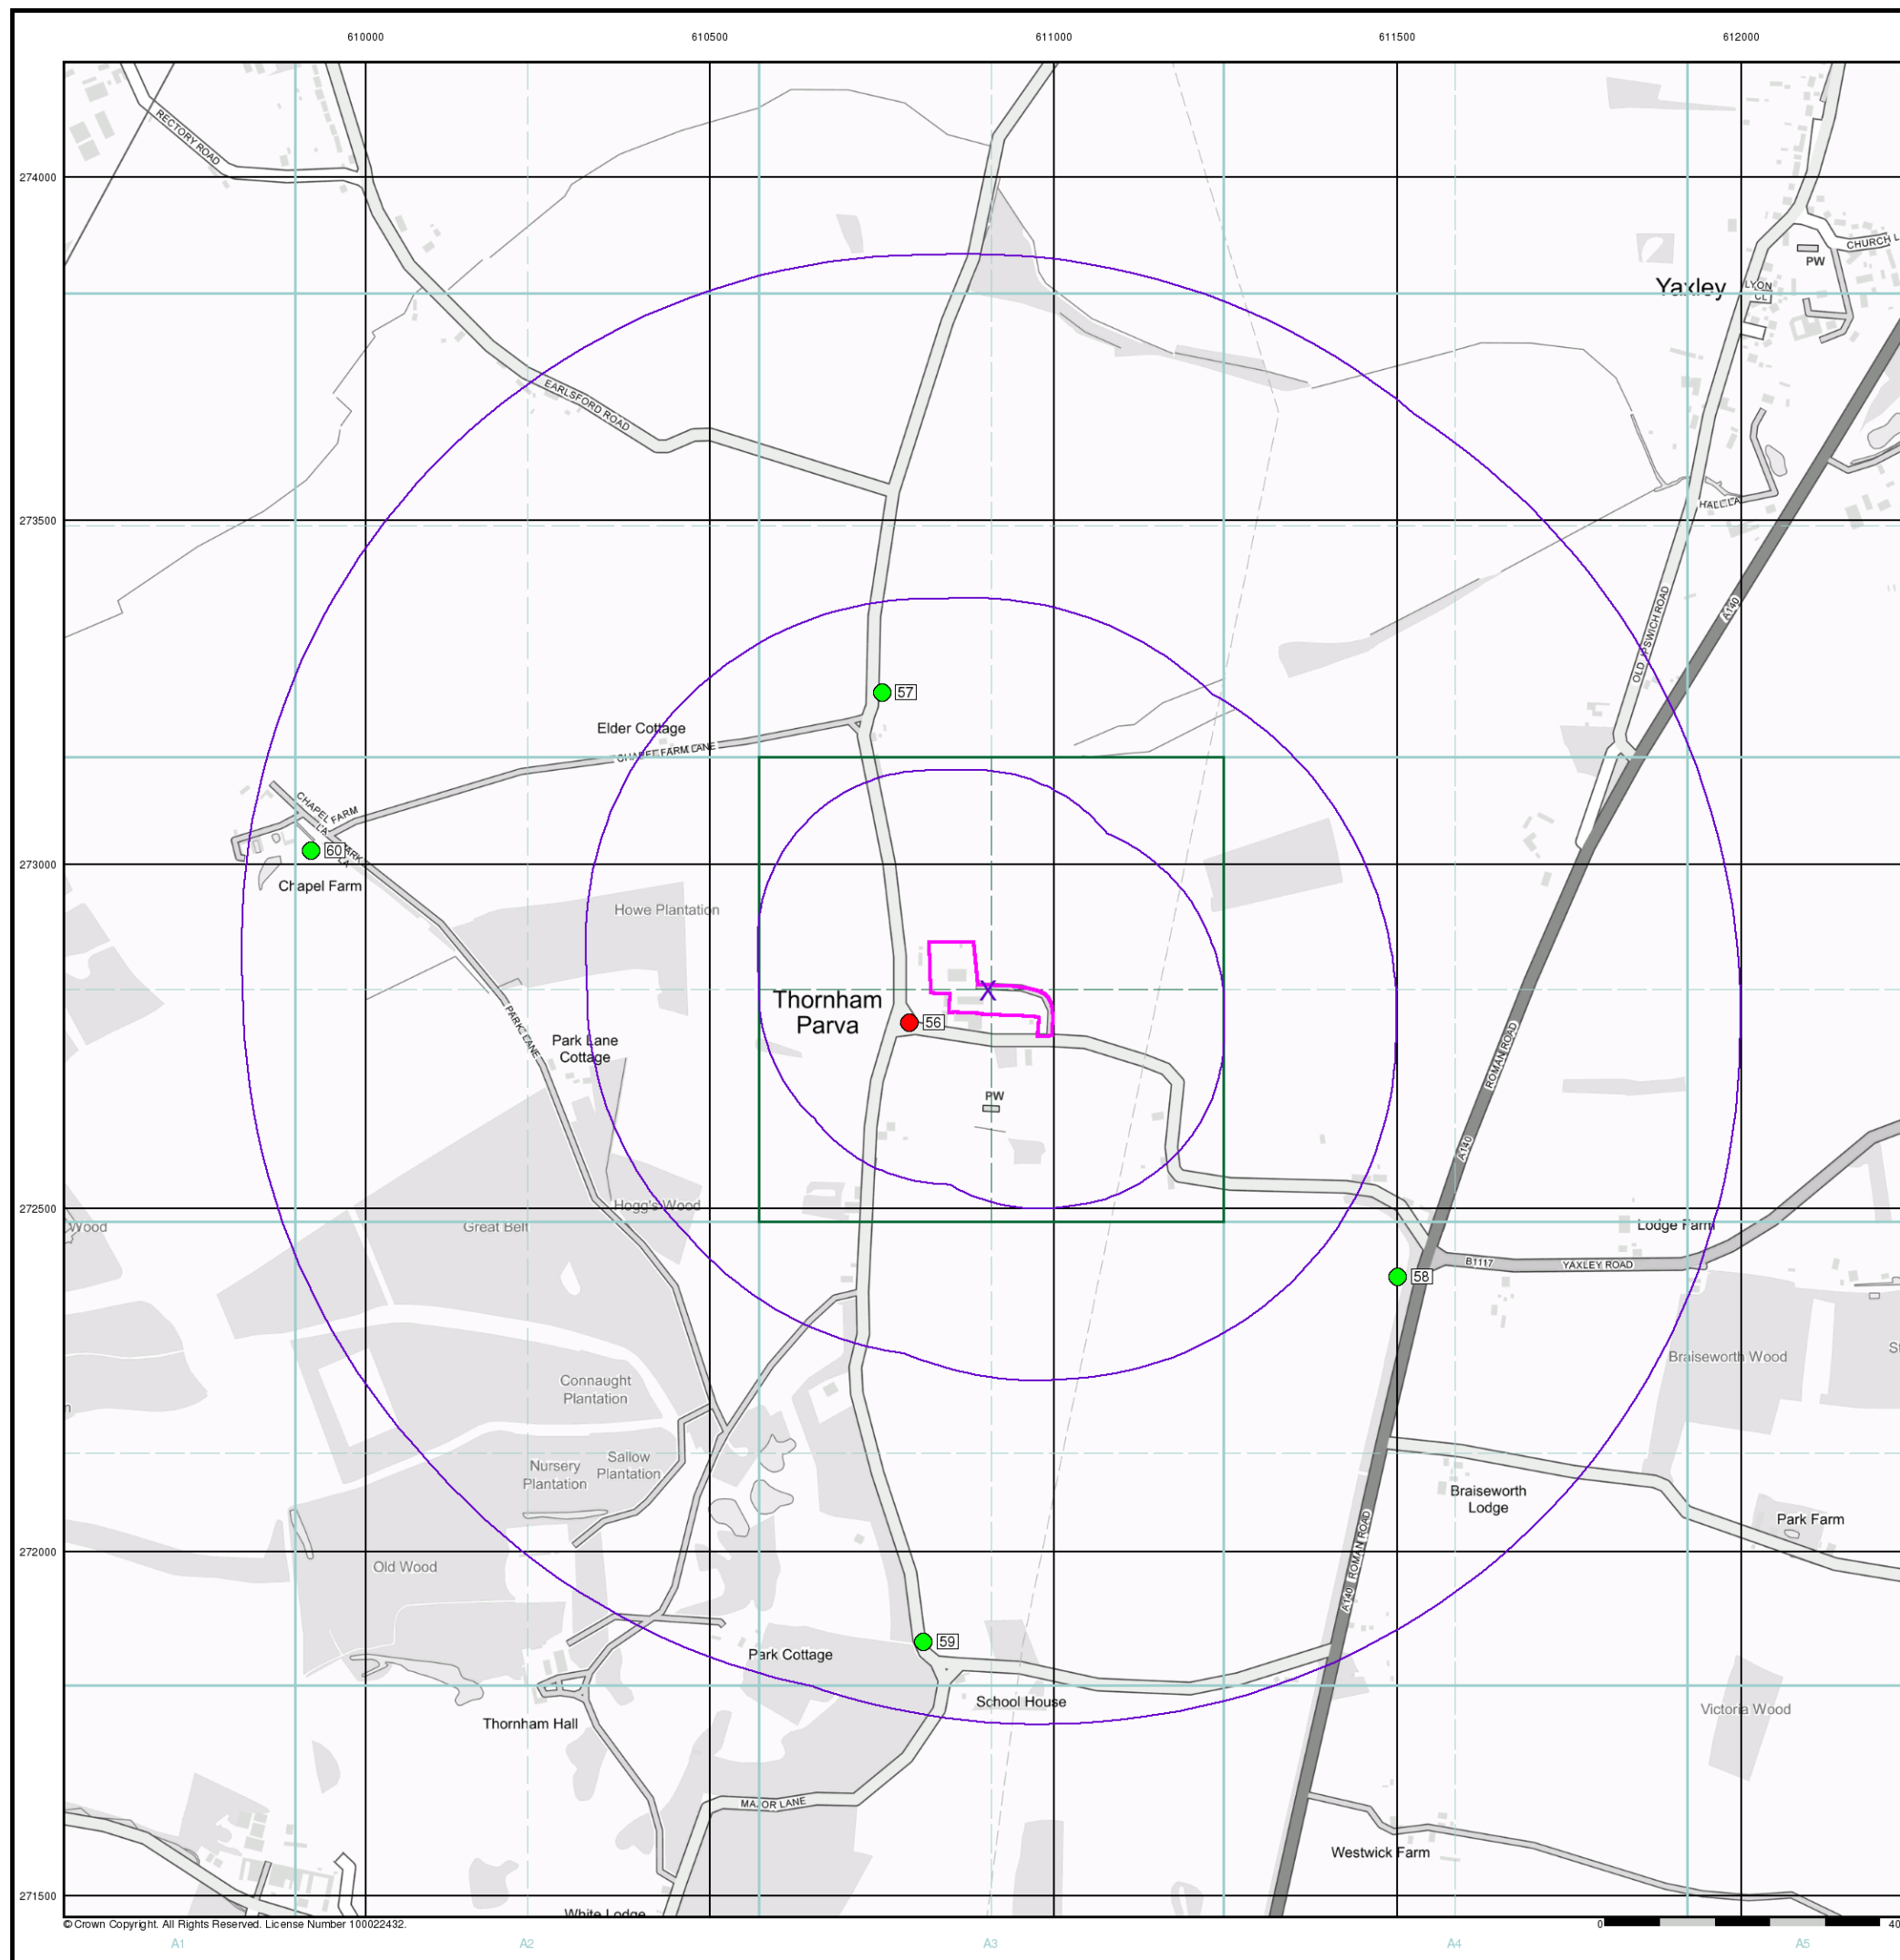 610000
610500
611000
611500
612000
RECTORY ROAD
274000
CHURCH L
PW
Yaxley
LYON
CL
EARLSFORD ROAD
273500
HALL LA
OLD IPSWICH ROAD
A140
57
Elder Cottage
CHAPEL FARM LANE
CHAPEL FARM
LA
PARK
LA
60
273000
Chapel Farm
Howe Plantation
Thornham
Parva
X
56
PARK LANE
Park Lane
Cottage
ROMAN ROAD
PW
A140
272500
Hogg's Wood
Wood
Great Belt
Lodge Farm
B1117
YAXLEY ROAD
58
Braiseworth Wood
Connaught
Plantation
Sallow
Plantation
Nursery
Plantation
Braiseworth
Lodge
Park Farm
272000
Old Wood
A140 ROMAN ROAD
59
Park Cottage
School House
Thornham Hall
Victoria Wood
MAJOR LANE
Westwick Farm
271500
White Lodge
© Crown Copyright. All Rights Reserved. License Number 100022432.
0
40
A1
A2
A3
A4
A5